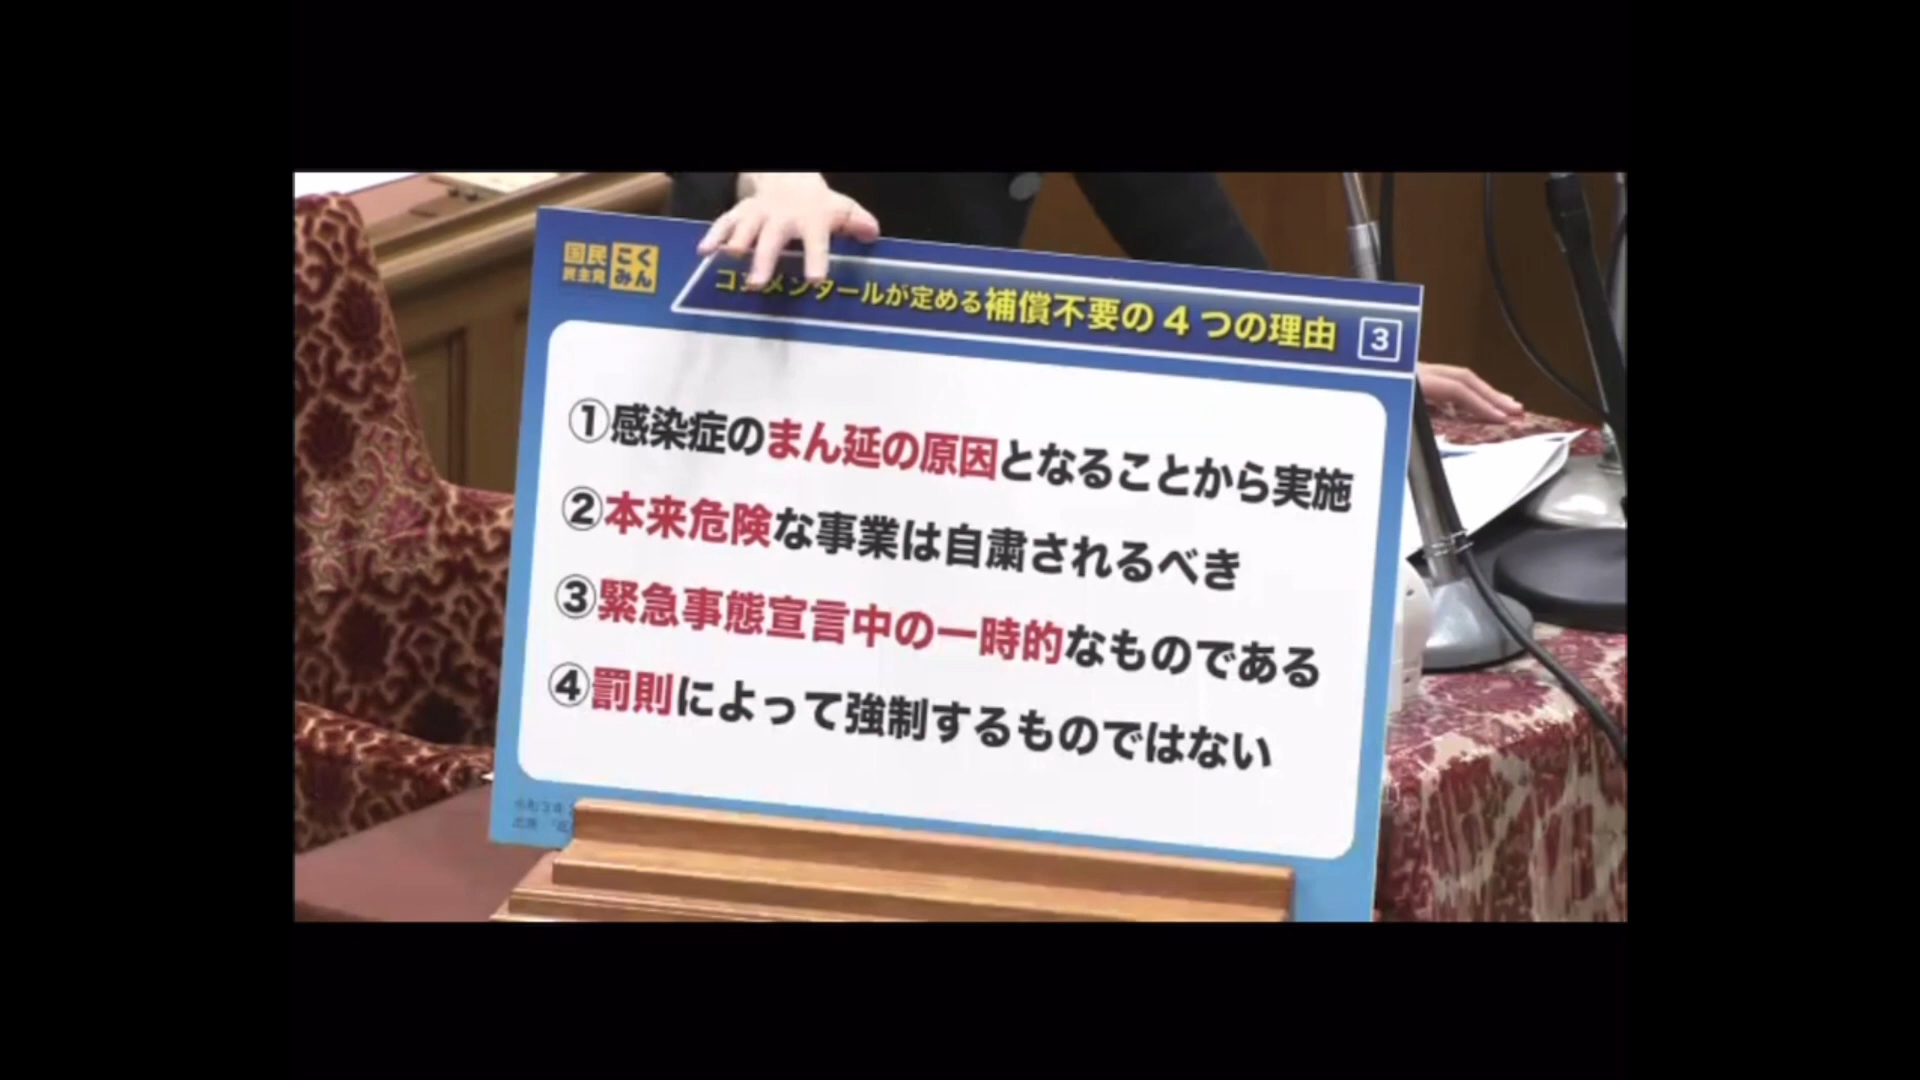 国民
民主党
こく
みん
コンメンタールが定める補償不要の4つの理由
3
①感染症のまん延の原因となることから実施
②本来危険な事業は自粛されるべき
③緊急事態宣言中の一時的なものである
④罰則によって強制するものではない